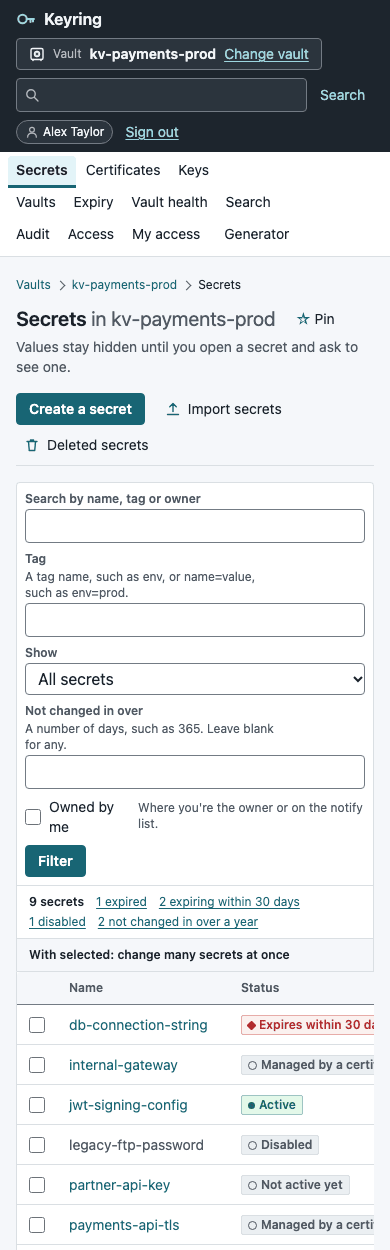 Keyring
Vault kv-payments-prod Change vault
Search
Alex Taylor Sign out
Secrets Certificates Keys
Vaults Expiry Vault health Search
Audit Access My access Generator
Vaults kv-payments-prod Secrets
Secrets in kv-payments-prod Pin
Values stay hidden until you open a secret and ask to
see one.
Create a secret Import secrets
Deleted secrets
Search by name, tag or owner
Tag
A tag name, such as env, or name=value,
such as env=prod.
Show
All secrets
Not changed in over
A number of days, such as 365. Leave blank
for any.
Owned by
me
Where you're the owner or on the notify
list.
Filter
9 secrets 1 expired 2 expiring within 30 days
1 disabled 2 not changed in over a year
With selected: change many secrets at once
Name Status
db-connection-string Expires within 30
internal-gateway Managed by a
jwt-signing-config Active
legacy-ftp-password Disabled
partner-api-key Not active yet
payments-api-tls Managed by a